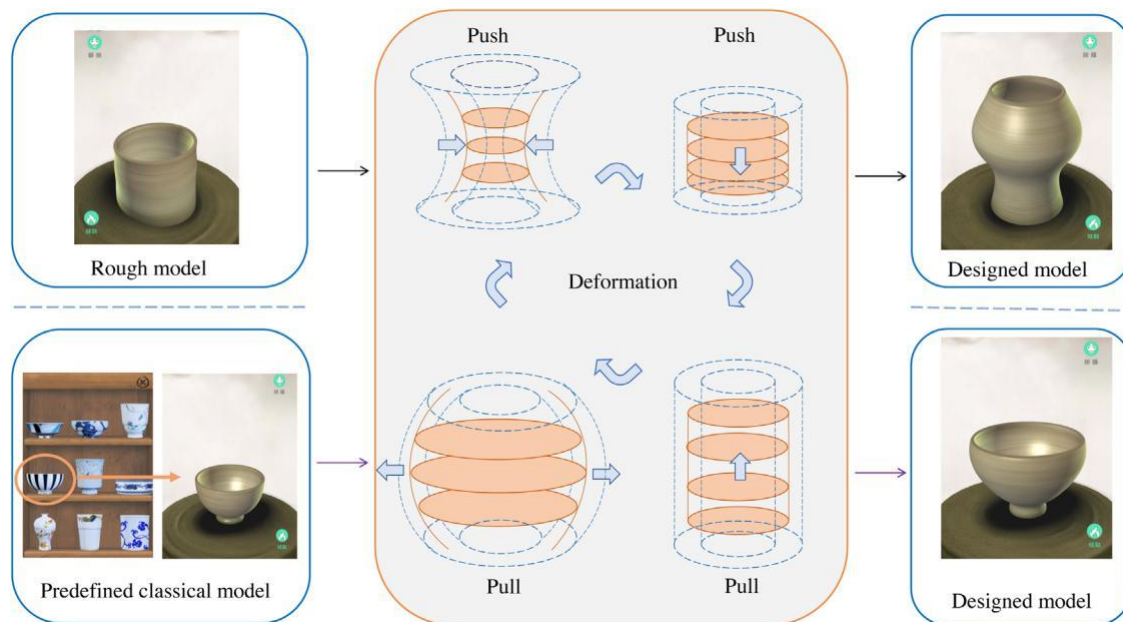 Push
Push
Rough model
Deformation
Designed model
Predefined classical model
Pull
Pull
Designed model